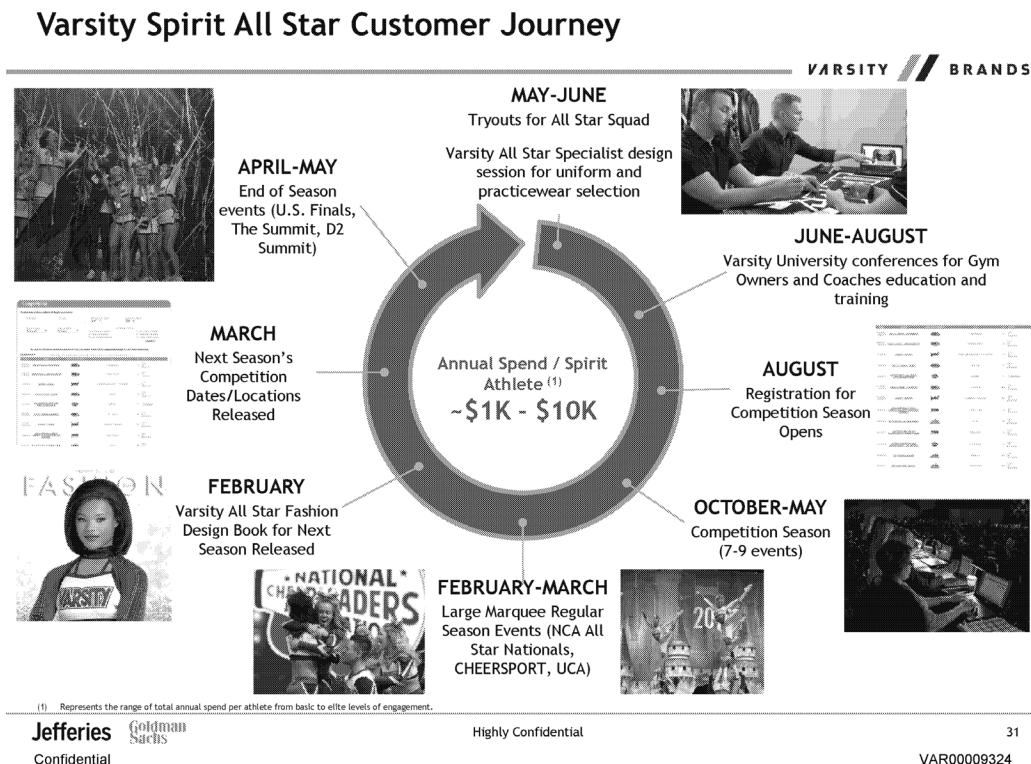 Varsity Spirit All Star Customer Journey
VARSITY BRANDS
MAY-JUNE
Tryouts for All Star Squad
Varsity All Star Specialist design
session for uniform and
practicewear selection
JUNE-AUGUST
Varsity University conferences for Gym
Owners and Coaches education and
training
AUGUST
Registration for
Competition Season
Opens
OCTOBER-MAY
Competition Season
(7-9 events)
FEBRUARY-MARCH
Large Marquee Regular
Season Events (NCA All
Star Nationals,
CHEERSPORT, UCA)
FEBRUARY
Varsity All Star Fashion
Design Book for Next
Season Released
MARCH
Next Season's
Competition
Dates/Locations
Released
APRIL-MAY
End of Season
events (U.S. Finals,
The Summit, D2
Summit)
Annual Spend / Spirit
Athlete (1)
~$1K - $10K
FASHION
VARSITY
NATIONAL
20
(1) Represents the range of total annual spend per athlete from basic to elite levels of engagement.
Jefferies
Goldman
Sachs
Highly Confidential
31
Confidential
VAR00009324